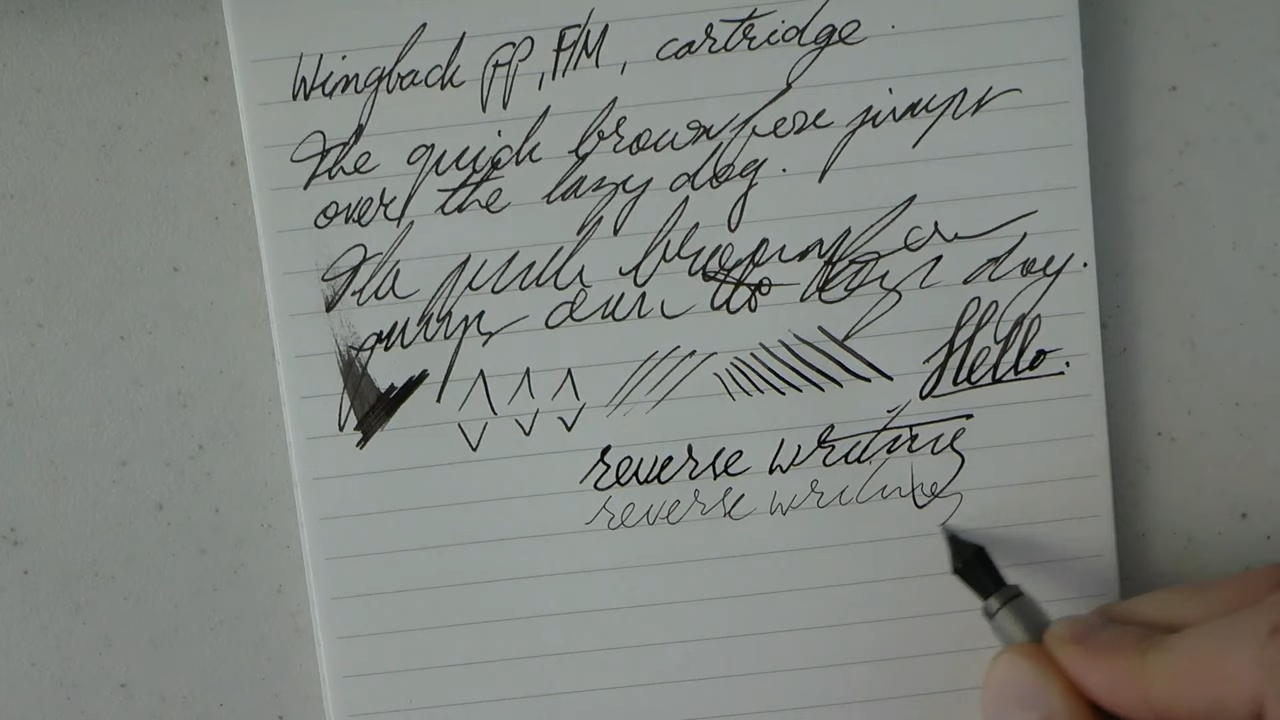 Wingback FP, F/M, cartridge.
The quick brown fox jumps
over the lazy dog.
The quick brown fox
jumps over the lazy dog.
Hello.
reverse writing
reverse writing